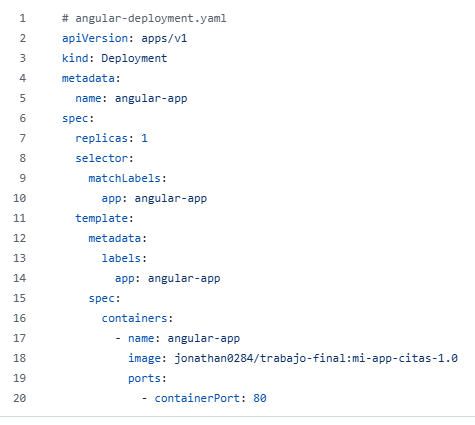 1 # angular-deployment.yaml
2 apiVersion: apps/v1
3 kind: Deployment
4 metadata:
5   name: angular-app
6 spec:
7   replicas: 1
8   selector:
9     matchLabels:
10       app: angular-app
11   template:
12     metadata:
13       labels:
14         app: angular-app
15     spec:
16       containers:
17         - name: angular-app
18           image: jonathan0284/trabajo-final:mi-app-citas-1.0
19           ports:
20             - containerPort: 80